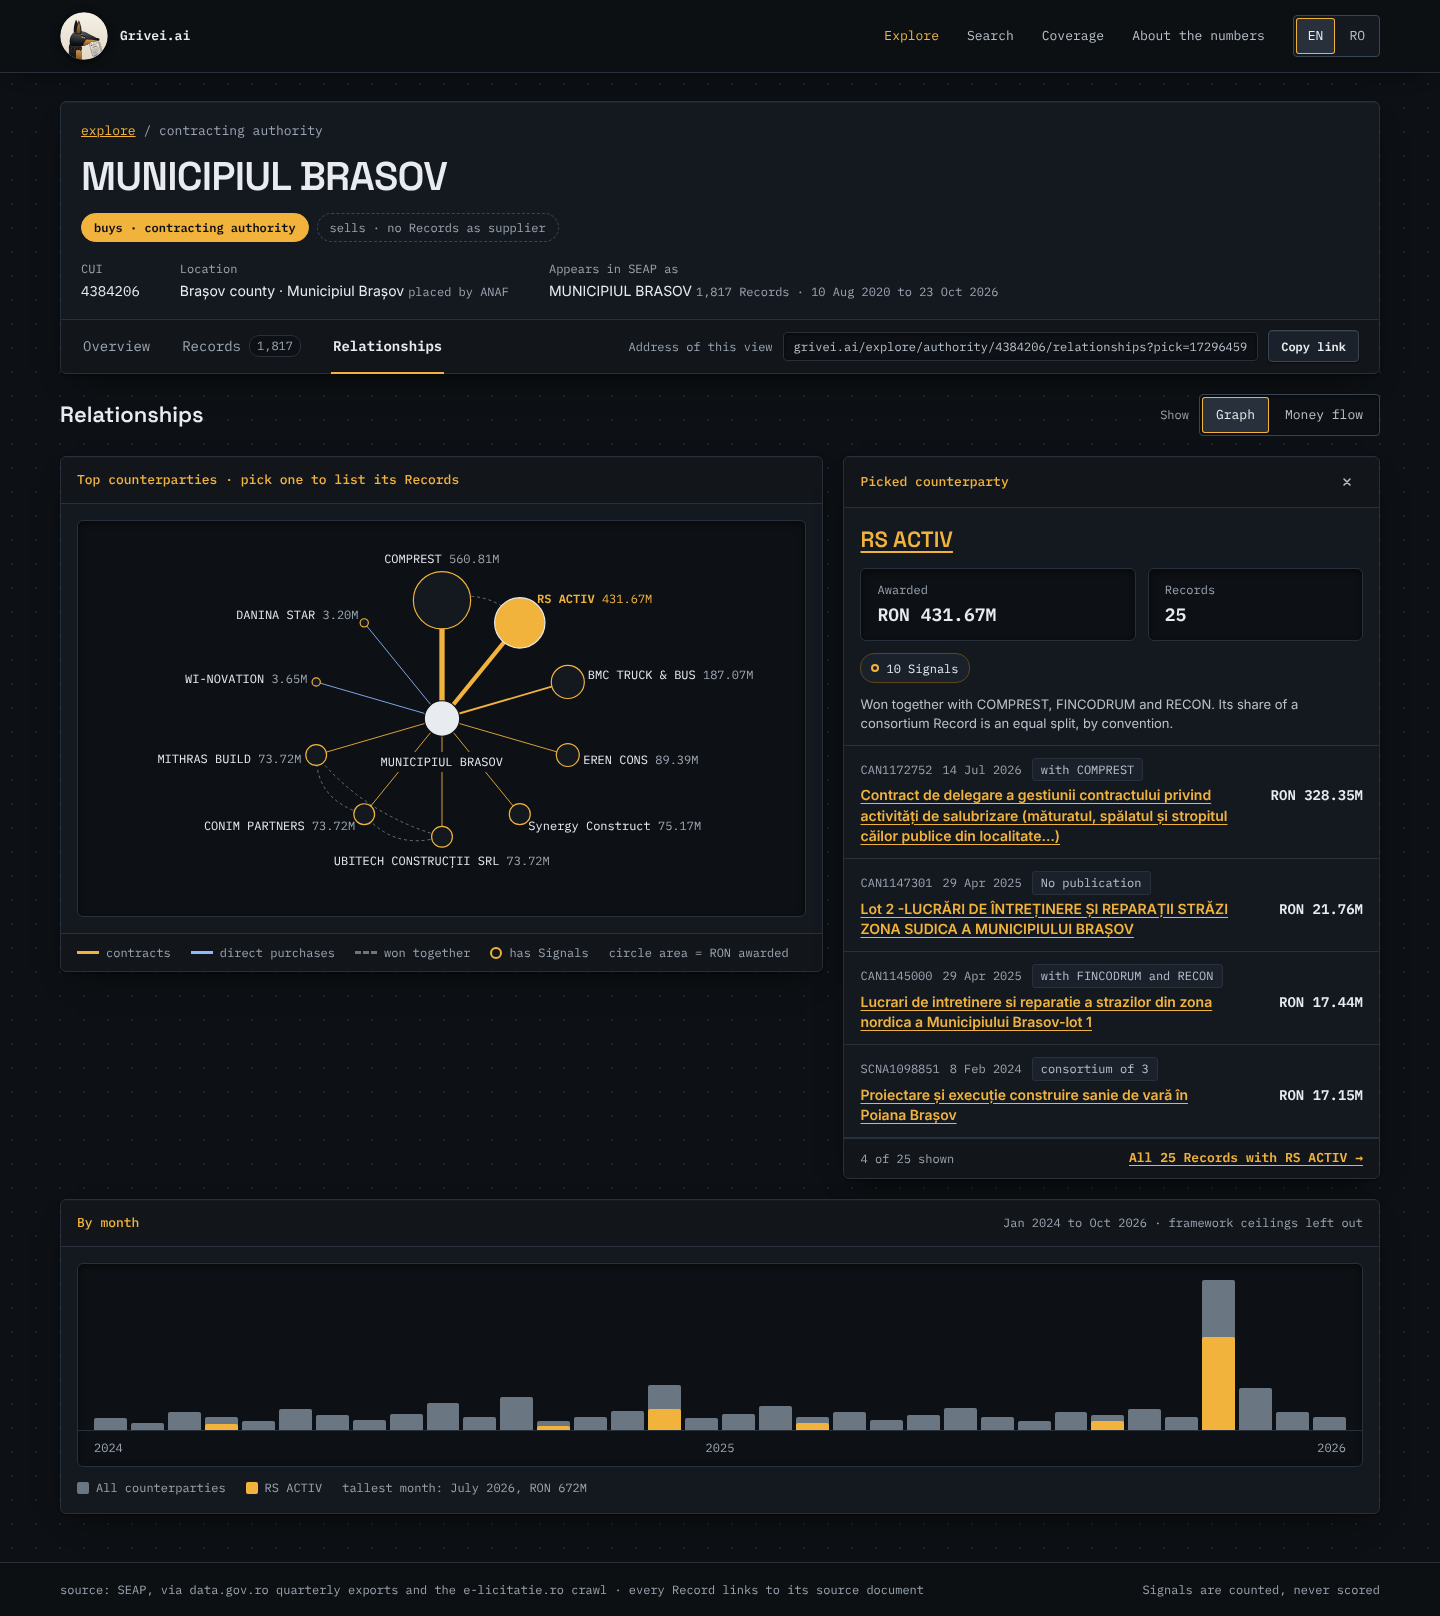 Grivei.ai
Explore
Search
Coverage
About the numbers
EN
RO
explore / contracting authority
MUNICIPIUL BRASOV
buys · contracting authority
sells · no Records as supplier
CUI
4384206
Location
Brașov county · Municipiul Brașov placed by ANAF
Appears in SEAP as
MUNICIPIUL BRASOV 1,817 Records · 10 Aug 2020 to 23 Oct 2026
Overview
Records 1,817
Relationships
Address of this view
grivei.ai/explore/authority/4384206/relationships?pick=17296459
Copy link
Relationships
Show
Graph
Money flow
Top counterparties · pick one to list its Records
COMPREST 560.81M
RS ACTIV 431.67M
DANINA STAR 3.20M
BMC TRUCK & BUS 187.07M
WI-NOVATION 3.65M
MITHRAS BUILD 73.72M
MUNICIPIUL BRASOV
EREN CONS 89.39M
CONIM PARTNERS 73.72M
Synergy Construct 75.17M
UBITECH CONSTRUCȚII SRL 73.72M
contracts
direct purchases
won together
has Signals
circle area = RON awarded
Picked counterparty
×
RS ACTIV
Awarded
RON 431.67M
Records
25
10 Signals
Won together with COMPREST, FINCODRUM and RECON. Its share of a
consortium Record is an equal split, by convention.
CAN1172752 14 Jul 2026 with COMPREST
Contract de delegare a gestiunii contractului privind
activități de salubrizare (măturatul, spălatul și stropitul
căilor publice din localitate…)
RON 328.35M
CAN1147301 29 Apr 2025 No publication
Lot 2 -LUCRĂRI DE ÎNTREȚINERE ȘI REPARAȚII STRĂZI
ZONA SUDICA A MUNICIPIULUI BRAȘOV
RON 21.76M
CAN1145000 29 Apr 2025 with FINCODRUM and RECON
Lucrari de intretinere si reparatie a strazilor din zona
nordica a Municipiului Brasov-lot 1
RON 17.44M
SCNA1098851 8 Feb 2024 consortium of 3
Proiectare și execuție construire sanie de vară în
Poiana Brașov
RON 17.15M
4 of 25 shown
All 25 Records with RS ACTIV →
By month
Jan 2024 to Oct 2026 · framework ceilings left out
2024
2025
2026
All counterparties
RS ACTIV
tallest month: July 2026, RON 672M
source: SEAP, via data.gov.ro quarterly exports and the e-licitatie.ro crawl · every Record links to its source document
Signals are counted, never scored